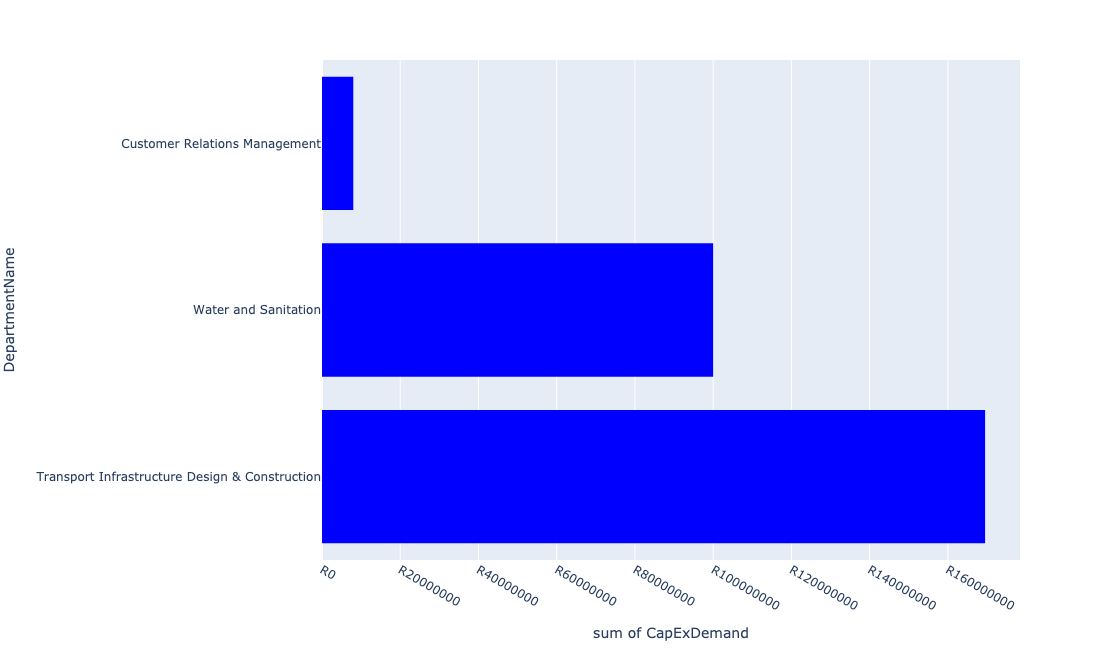 Customer Relations Management
Water and Sanitation
Transport Infrastructure Design & Construction
DepartmentName
R0
R20000000
R40000000
R60000000
R80000000
R100000000
R120000000
R140000000
R160000000
sum of CapExDemand